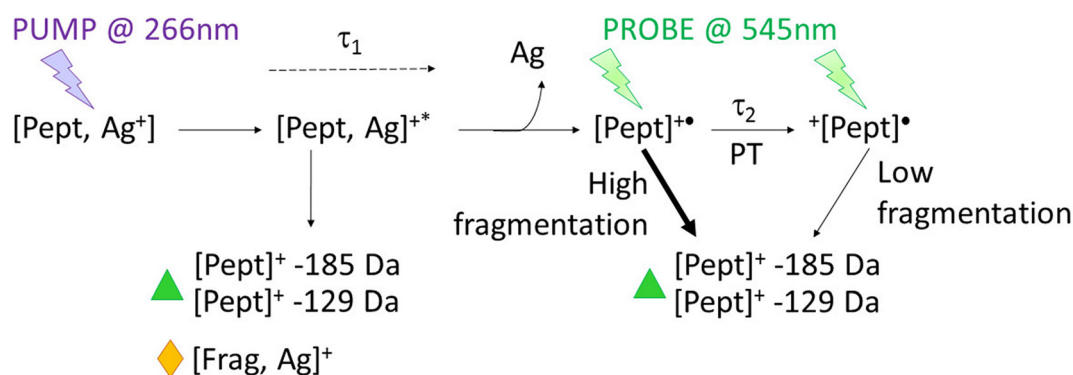 PUMP @ 266nm
PROBE @ 545nm
τ1
Ag
[Pept, Ag⁺]
[Pept, Ag]⁺*
[Pept]⁺•
τ2
PT
⁺[Pept]•
High
fragmentation
Low
fragmentation
[Pept]⁺ -185 Da
[Pept]⁺ -129 Da
[Frag, Ag]⁺
[Pept]⁺ -185 Da
[Pept]⁺ -129 Da